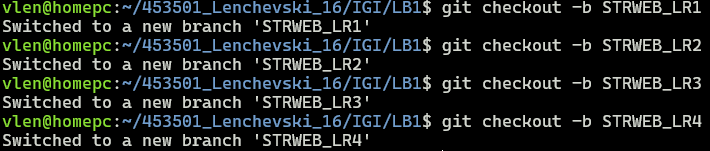 vlen@homepc:~/453501_Lenchevski_16/IGI/LB1$ git checkout -b STRWEB_LR1
Switched to a new branch 'STRWEB_LR1'
vlen@homepc:~/453501_Lenchevski_16/IGI/LB1$ git checkout -b STRWEB_LR2
Switched to a new branch 'STRWEB_LR2'
vlen@homepc:~/453501_Lenchevski_16/IGI/LB1$ git checkout -b STRWEB_LR3
Switched to a new branch 'STRWEB_LR3'
vlen@homepc:~/453501_Lenchevski_16/IGI/LB1$ git checkout -b STRWEB_LR4
Switched to a new branch 'STRWEB_LR4'